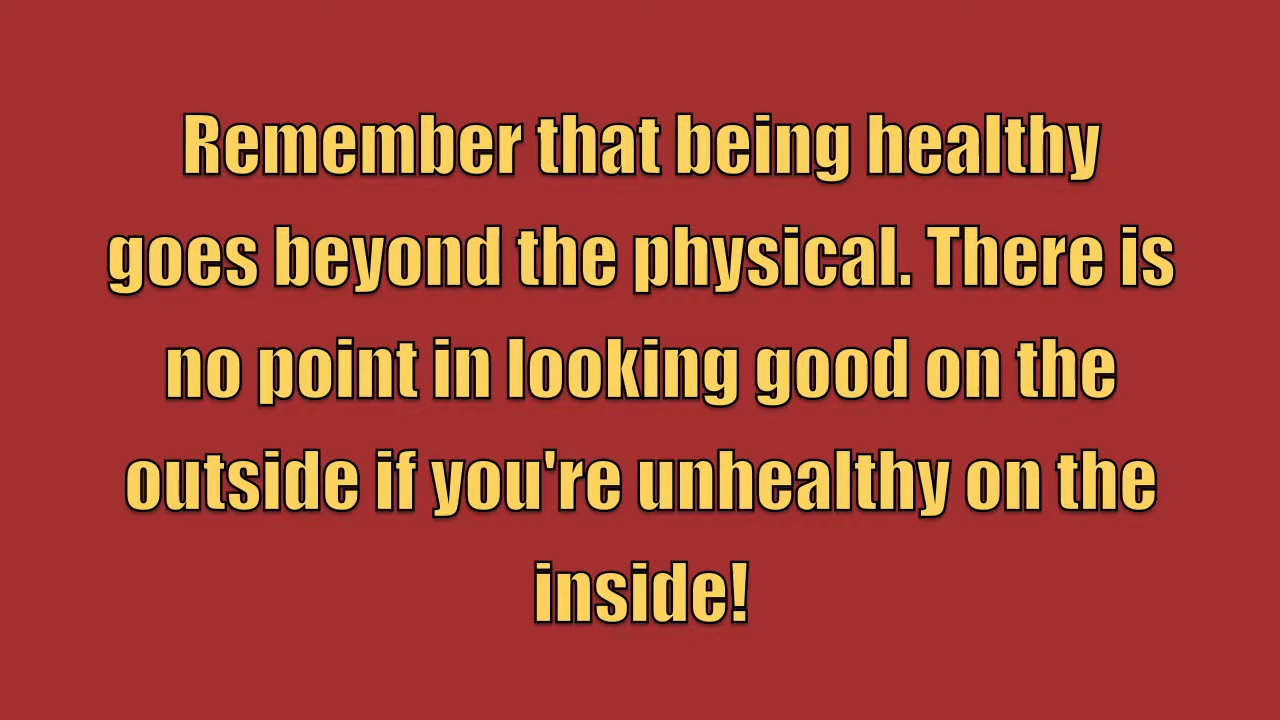 Remember that being healthy
goes beyond the physical. There is
no point in looking good on the
outside if you're unhealthy on the
inside!